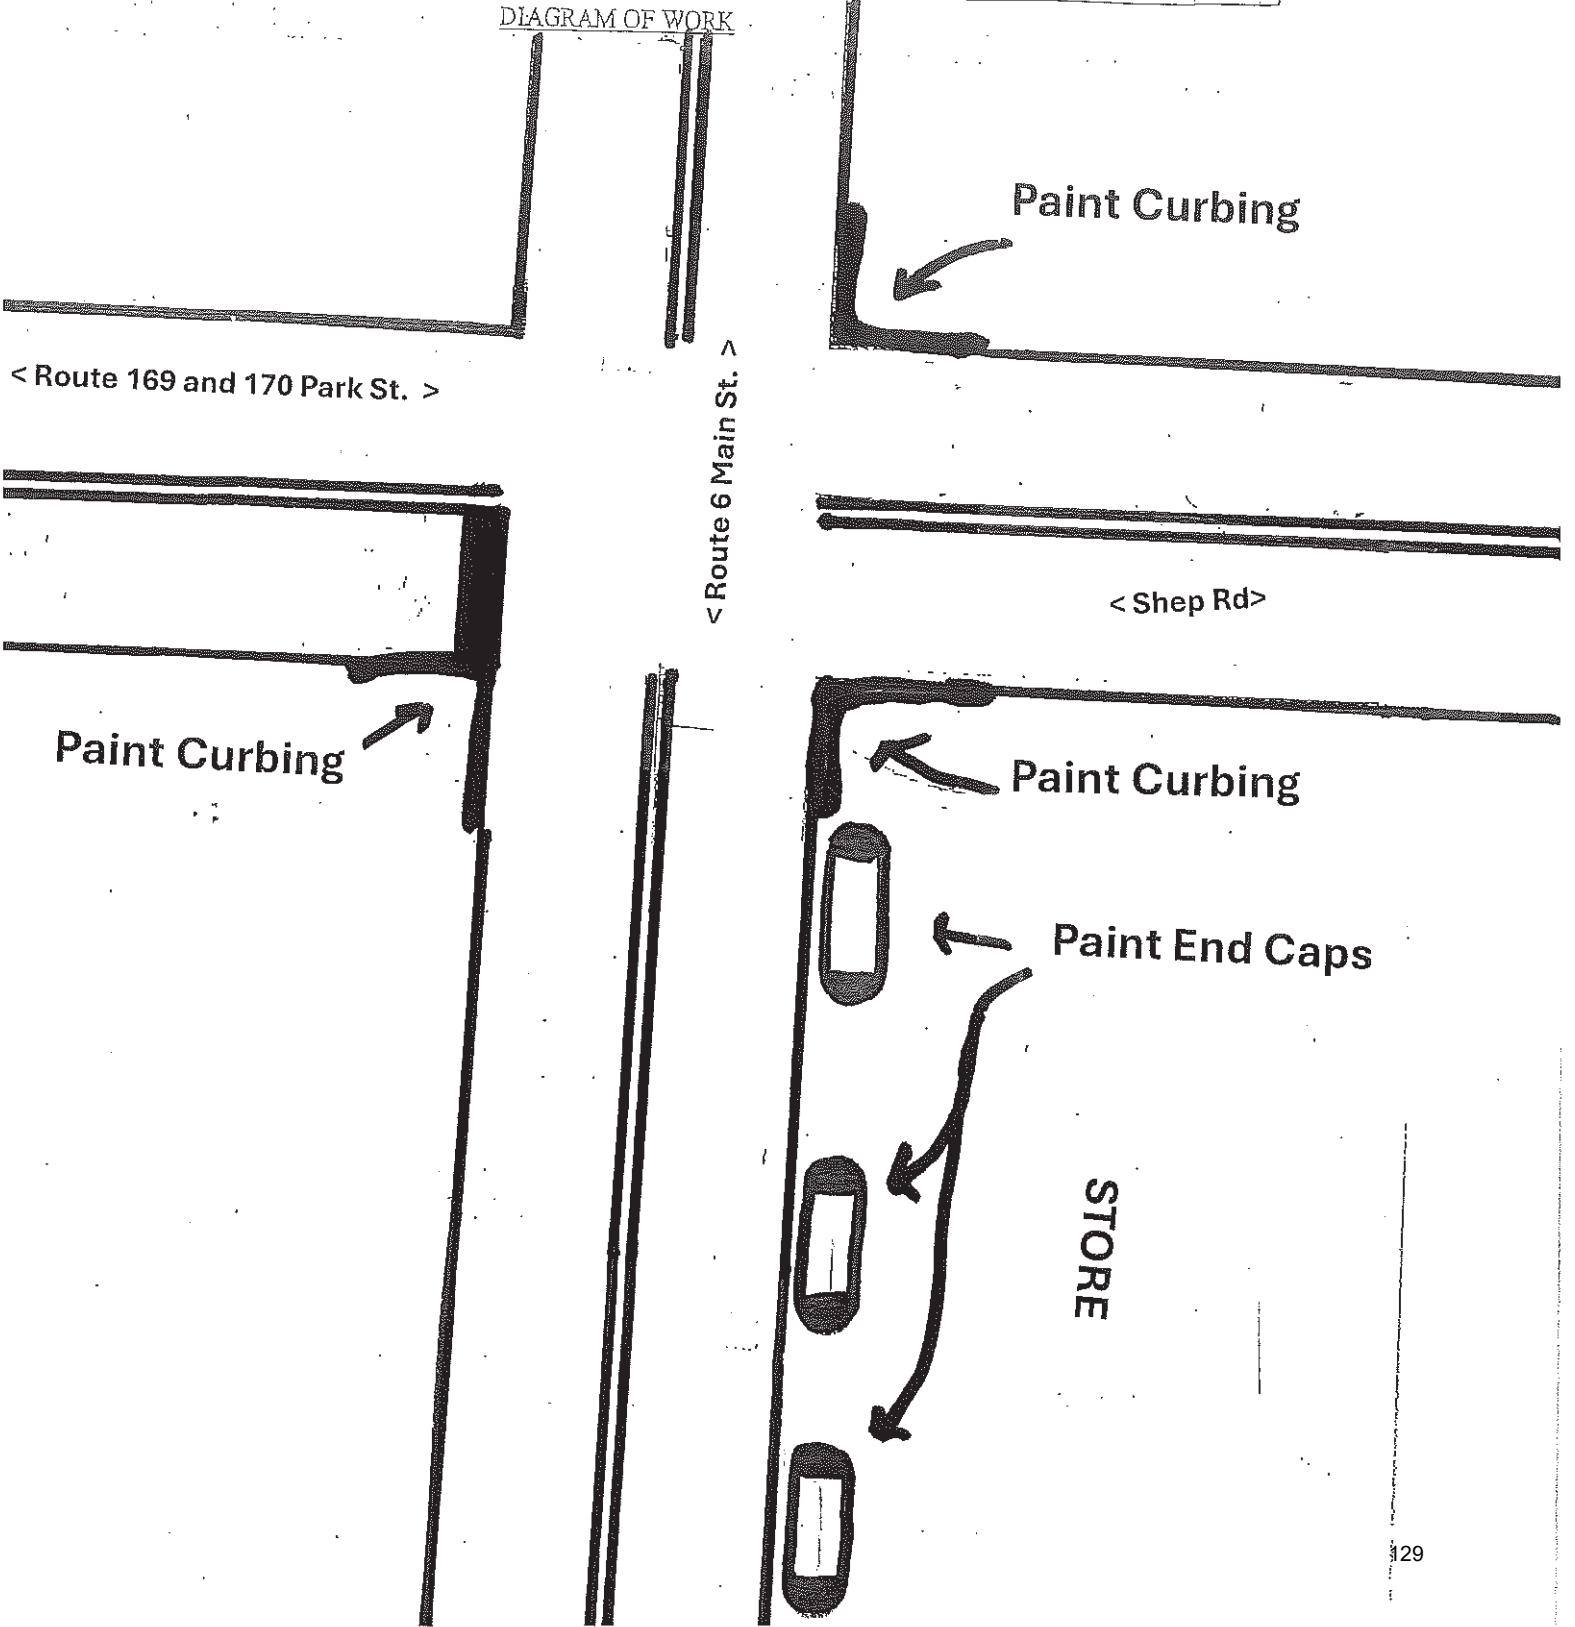 DIAGRAM OF WORK
Paint Curbing
< Route 169 and 170 Park St. >
< Route 6 Main St. >
< Shep Rd>
Paint Curbing
Paint Curbing
Paint End Caps
STORE
129